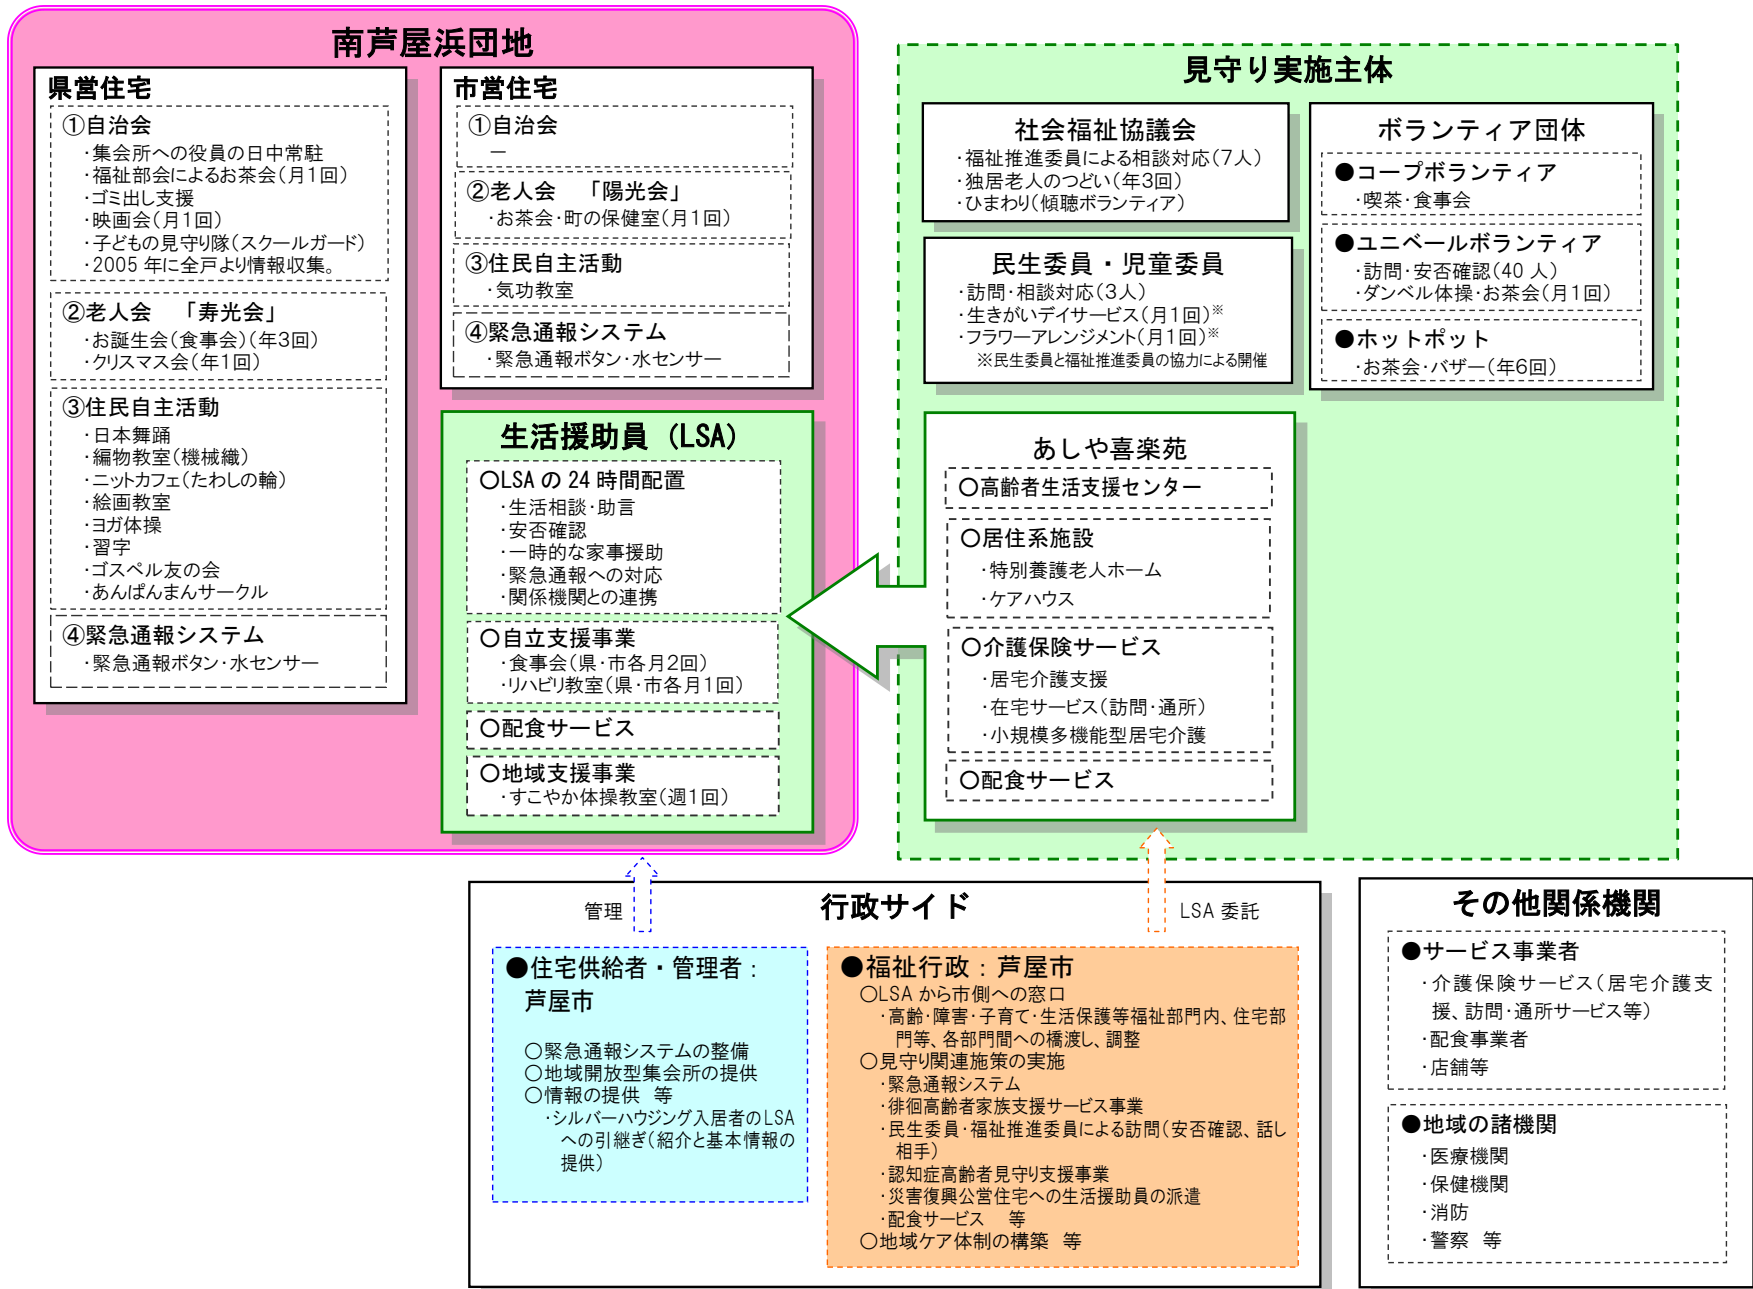 南芦屋浜団地
県営住宅
①自治会
・集会所への役員の日中常駐
・福祉部会によるお茶会(月1回)
・ゴミ出し支援
・映画会(月1回)
・子どもの見守り隊(スクールガード)
・2005 年に全戸より情報収集。
②老人会 「寿光会」
・お誕生会(食事会)(年3回)
・クリスマス会(年1回)
③住民自主活動
・日本舞踊
・編物教室(機械織)
・ニットカフェ(たわしの輪)
・絵画教室
・ヨガ体操
・習字
・ゴスペル友の会
・あんぱんまんサークル
④緊急通報システム
・緊急通報ボタン・水センサー
市営住宅
①自治会
―
②老人会 「陽光会」
・お茶会・町の保健室(月1回)
③住民自主活動
・気功教室
④緊急通報システム
・緊急通報ボタン・水センサー
生活援助員(LSA)
○LSA の 24 時間配置
・生活相談・助言
・安否確認
・一時的な家事援助
・緊急通報への対応
・関係機関との連携
○自立支援事業
・食事会(県・市各月2回)
・リハビリ教室(県・市各月1回)
○配食サービス
○地域支援事業
・すこやか体操教室(週1回)
見守り実施主体
社会福祉協議会
・福祉推進委員による相談対応(7人)
・独居老人のつどい(年3回)
・ひまわり(傾聴ボランティア)
民生委員・児童委員
・訪問・相談対応(3人)
・生きがいデイサービス(月1回)※
・フラワーアレンジメント(月1回)※
※民生委員と福祉推進委員の協力による開催
ボランティア団体
●コープボランティア
・喫茶・食事会
●ユニベールボランティア
・訪問・安否確認(40 人)
・ダンベル体操・お茶会(月1回)
●ホットポット
・お茶会・バザー(年6回)
あしや喜楽苑
○高齢者生活支援センター
○居住系施設
・特別養護老人ホーム
・ケアハウス
○介護保険サービス
・居宅介護支援
・在宅サービス(訪問・通所)
・小規模多機能型居宅介護
○配食サービス
行政サイド
管理
LSA 委託
●住宅供給者・管理者:
芦屋市
○緊急通報システムの整備
○地域開放型集会所の提供
○情報の提供 等
・シルバーハウジング入居者のLSA
への引継ぎ(紹介と基本情報の
提供)
●福祉行政:芦屋市
○LSA から市側への窓口
・高齢・障害・子育て・生活保護等福祉部門内、住宅部
門等、各部門間への橋渡し、調整
○見守り関連施策の実施
・緊急通報システム
・徘徊高齢者家族支援サービス事業
・民生委員・福祉推進委員による訪問(安否確認、話し
相手)
・認知症高齢者見守り支援事業
・災害復興公営住宅への生活援助員の派遣
・配食サービス 等
○地域ケア体制の構築 等
その他関係機関
●サービス事業者
・介護保険サービス(居宅介護支
援、訪問・通所サービス等)
・配食事業者
・店舗等
●地域の諸機関
・医療機関
・保健機関
・消防
・警察 等